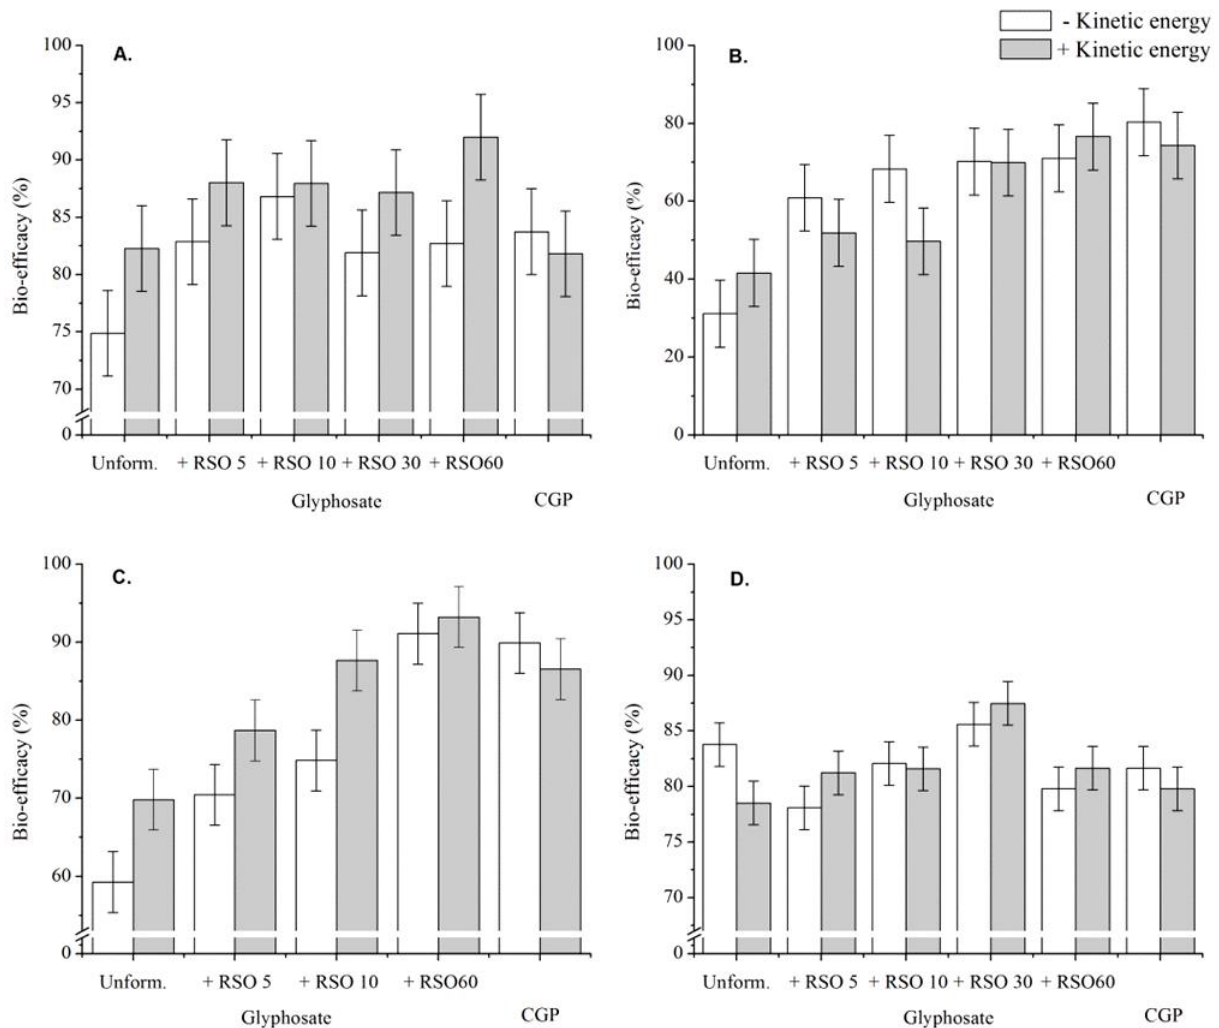 - Kinetic energy
+ Kinetic energy
A.
100
95
90
85
80
75
70
0
Bio-efficacy (%)
Unform. + RSO 5 + RSO 10 + RSO 30 + RSO60
Glyphosate CGP
B.
100
80
60
40
20
0
Bio-efficacy (%)
Unform. + RSO 5 + RSO 10 + RSO 30 + RSO60
Glyphosate CGP
C.
100
90
80
70
60
0
Bio-efficacy (%)
Unform. + RSO 5 + RSO 10 + RSO60
Glyphosate CGP
D.
100
95
90
85
80
75
70
0
Bio-efficacy (%)
Unform. + RSO 5 + RSO 10 + RSO 30 + RSO60
Glyphosate CGP